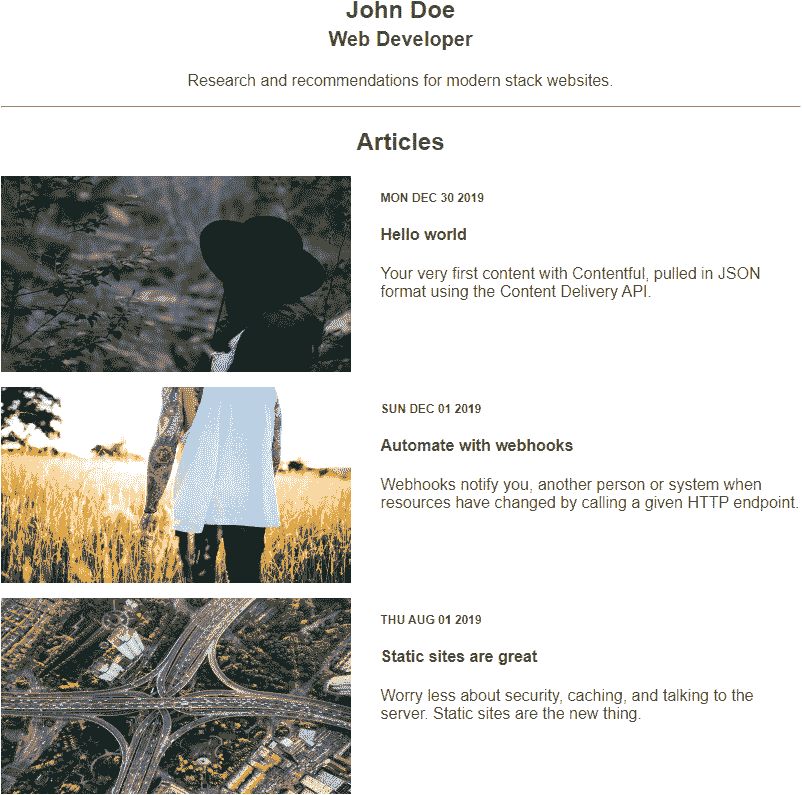 John Doe
Web Developer
Research and recommendations for modern stack websites.
Articles
MON DEC 30 2019
Hello world
Your very first content with Contentful, pulled in JSON
format using the Content Delivery API.
SUN DEC 01 2019
Automate with webhooks
Webhooks notify you, another person or system when
resources have changed by calling a given HTTP endpoint.
THU AUG 01 2019
Static sites are great
Worry less about security, caching, and talking to the
server. Static sites are the new thing.